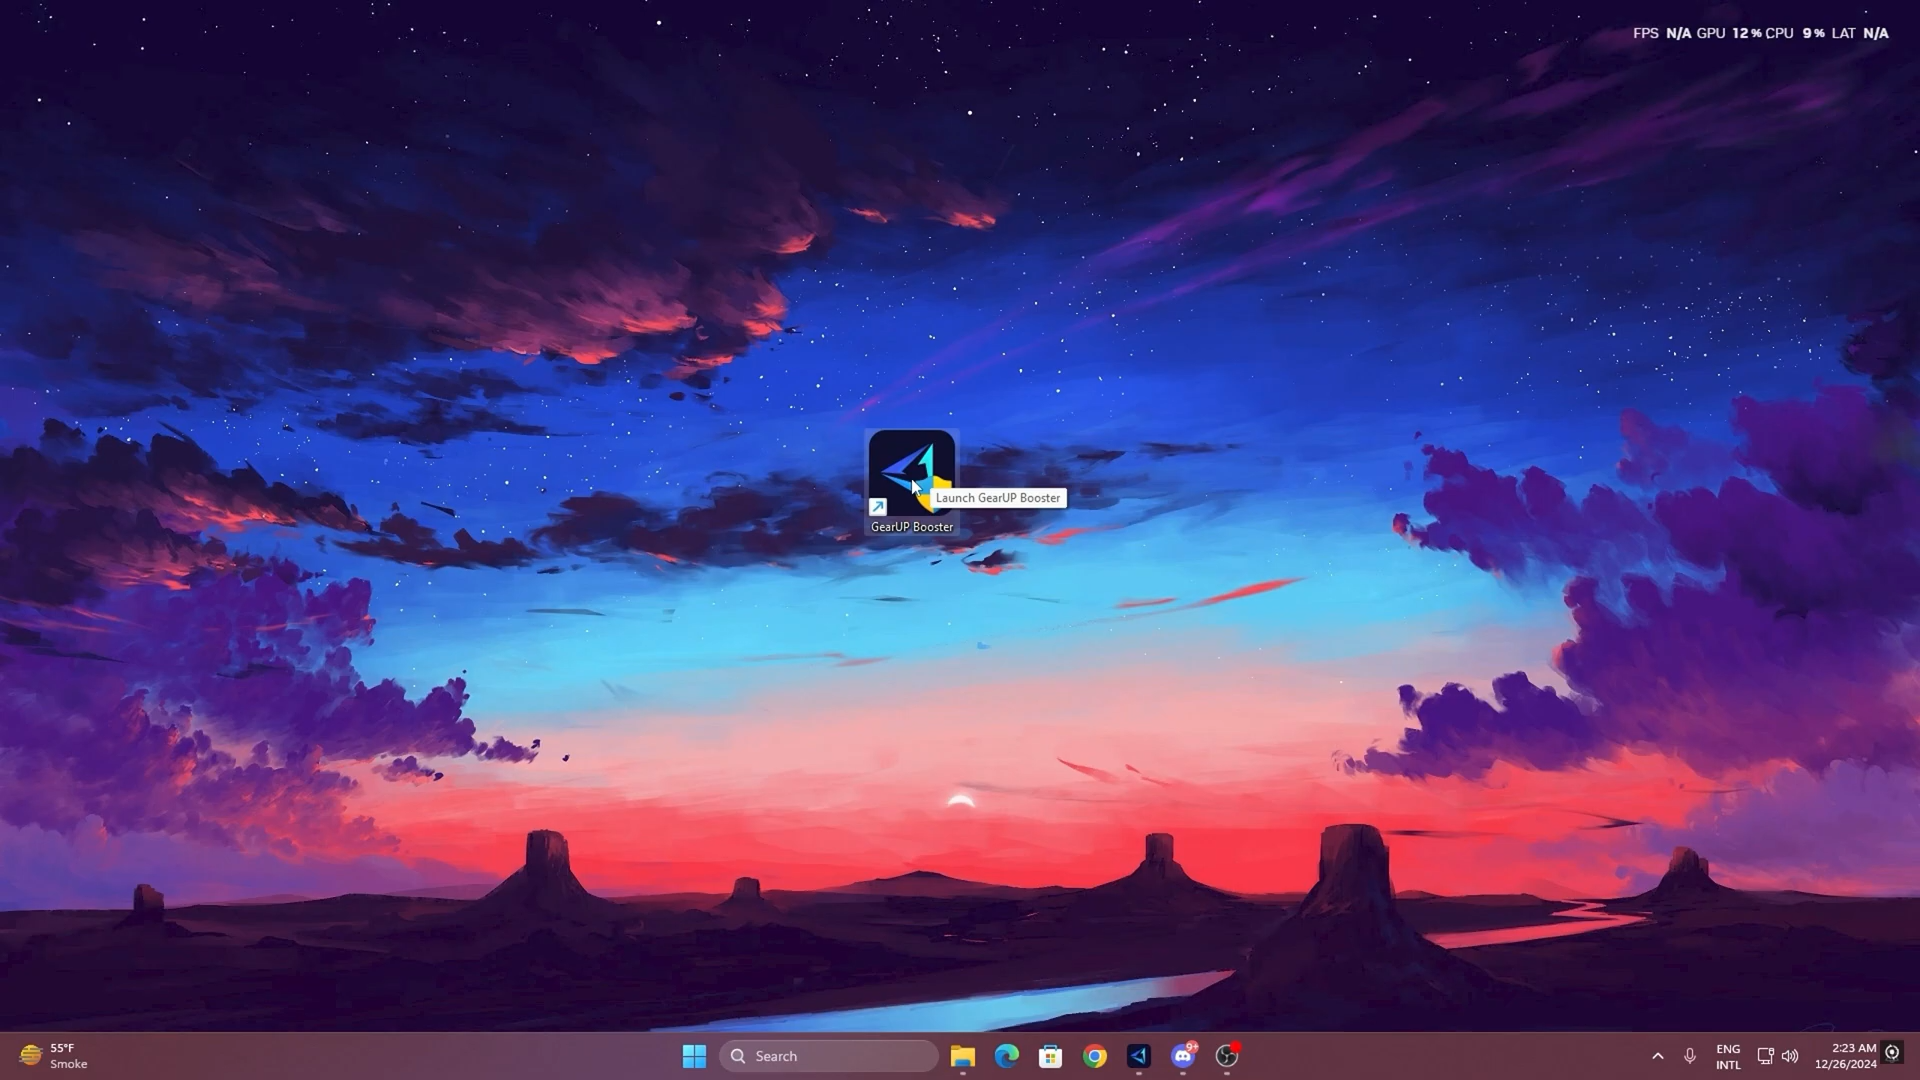 FPS N/A GPU 12% CPU 9% LAT N/A
Launch GearUP Booster
GearUP Booster
55°F
Smoke
Search
9+
ENG
INTL
2:23 AM
12/26/2024